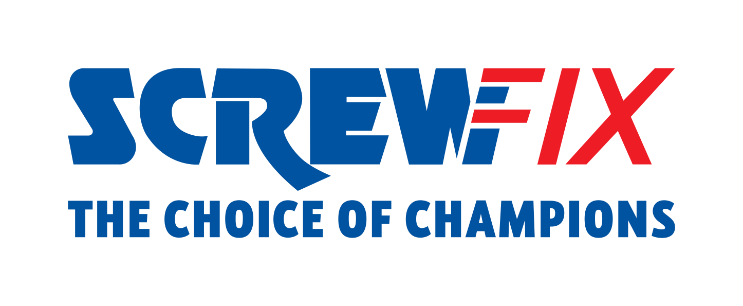 SCREWFIX
THE CHOICE OF CHAMPIONS